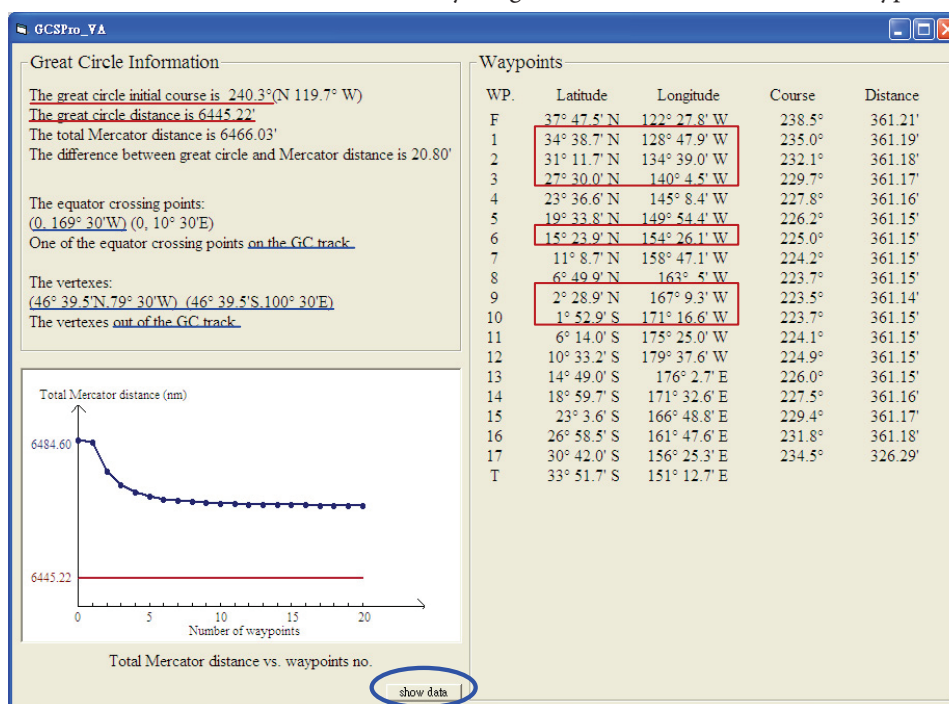 GCSPro_VA
Great Circle Information
The great circle initial course is 240.3°(N 119.7° W)
The great circle distance is 6445.22'
The total Mercator distance is 6466.03'
The difference between great circle and Mercator distance is 20.80'
The equator crossing points:
(0, 169° 30'W) (0, 10° 30'E)
One of the equator crossing points on the GC track.
The vertexes:
(46° 39.5'N,79° 30'W) (46° 39.5'S,100° 30'E)
The vertexes out of the GC track.
Total Mercator distance (nm)
6484.60
6445.22
0 5 10 15 20
Number of waypoints
Total Mercator distance vs. waypoints no.
show data
Waypoints
WP. Latitude Longitude Course Distance
F 37° 47.5' N 122° 27.8' W 238.5° 361.21'
1 34° 38.7' N 128° 47.9' W 235.0° 361.19'
2 31° 11.7' N 134° 39.0' W 232.1° 361.18'
3 27° 30.0' N 140° 4.5' W 229.7° 361.17'
4 23° 36.6' N 145° 8.4' W 227.8° 361.16'
5 19° 33.8' N 149° 54.4' W 226.2° 361.15'
6 15° 23.9' N 154° 26.1' W 225.0° 361.15'
7 11° 8.7' N 158° 47.1' W 224.2° 361.15'
8 6° 49.9' N 163° .5' W 223.7° 361.15'
9 2° 28.9' N 167° 9.3' W 223.5° 361.14'
10 1° 52.9' S 171° 16.6' W 223.7° 361.15'
11 6° 14.0' S 175° 25.0' W 224.1° 361.15'
12 10° 33.2' S 179° 37.6' W 224.9° 361.15'
13 14° 49.0' S 176° 2.7' E 226.0° 361.15'
14 18° 59.7' S 171° 32.6' E 227.5° 361.16'
15 23° 3.6' S 166° 48.8' E 229.4° 361.17'
16 26° 58.5' S 161° 47.6' E 231.8° 361.18'
17 30° 42.0' S 156° 25.3' E 234.5° 326.29'
T 33° 51.7' S 151° 12.7' E